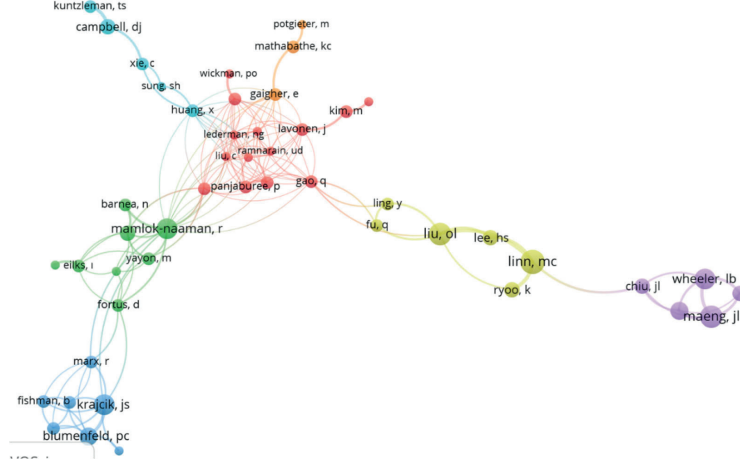 kuntzleman, ts
campbell, dj
potgieter, m
mathabathe, kc
xie, c
wickman, po
sung, sh
gaigher, e
huang, x
kim, m
lavonen, j
lederman, ng
ramnarain, ud
liu, c
panjaburee, p
gao, q
barnea, n
ling, y
mamlok-naaman, r
fu, q
liu, ol
lee, hs
yayon, m
eilks, ı
linn, mc
ryoo, k
chiu, jl
wheeler, lb
fortus, d
maeng, jl
marx, r
fishman, b
krajcik, js
blumenfeld, pc